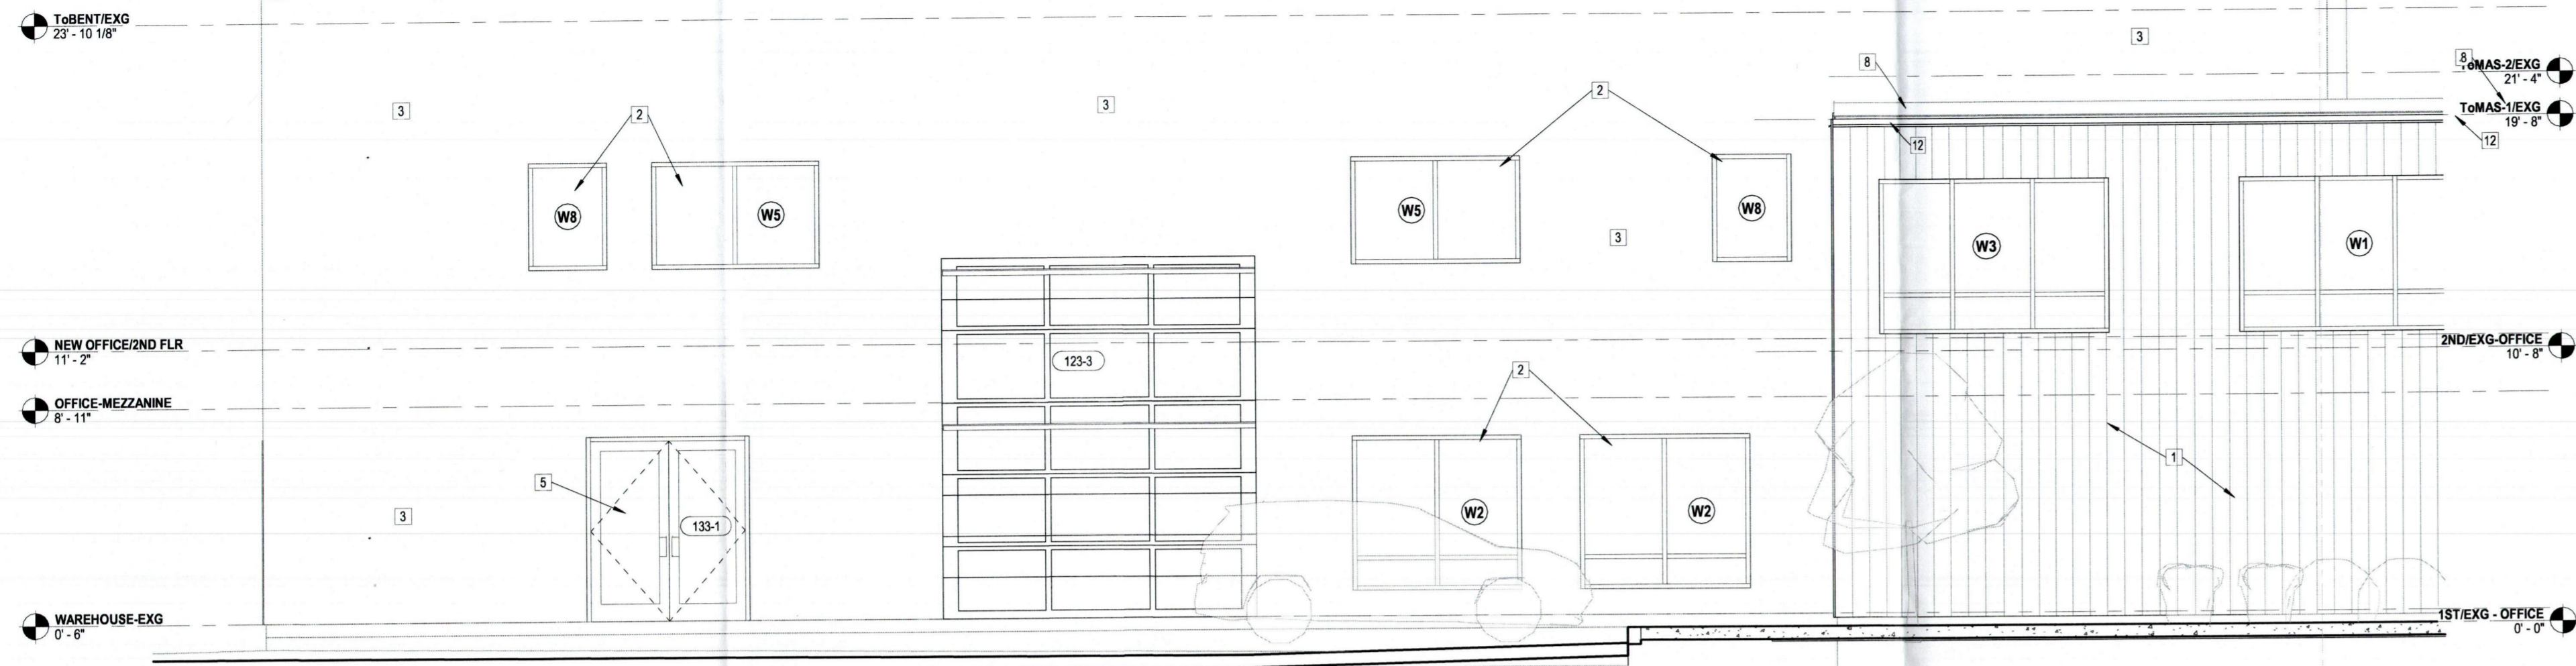 ToBENT/EXG
23' - 10 1/8"
3
8
8
ToMAS-2/EXG
21' - 4"
3
2
3
2
ToMAS-1/EXG
19' - 8"
12
12
W8
W5
W5
W8
3
W3
W1
NEW OFFICE/2ND FLR
11' - 2"
123-3
2
2ND/EXG-OFFICE
10' - 8"
OFFICE-MEZZANINE
8' - 11"
1
5
3
133-1
W2
W2
WAREHOUSE-EXG
0' - 6"
1ST/EXG - OFFICE
0' - 0"